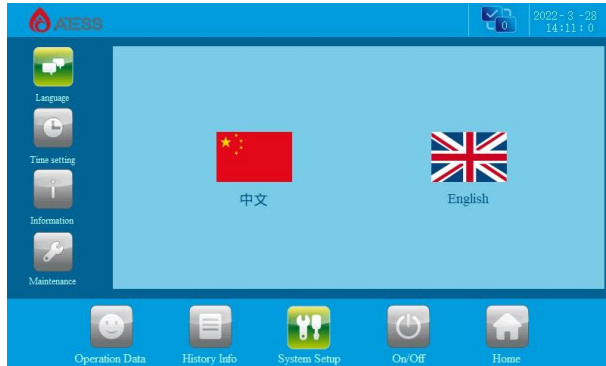 ATESS
0
2022-3-28
14:11:0
Language
Time setting
Information
Maintenance
中文
English
Operation Data
History Info
System Setup
On/Off
Home